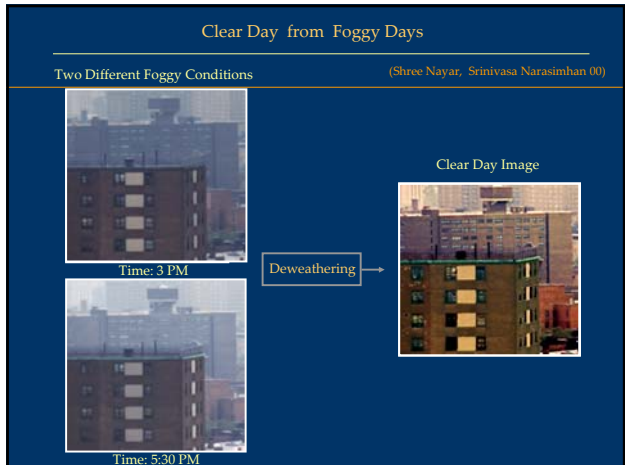 Clear Day from Foggy Days
Two Different Foggy Conditions
(Shree Nayar, Srinivasa Narasimhan 00)
Clear Day Image
Time: 3 PM
Deweathering
Time: 5:30 PM